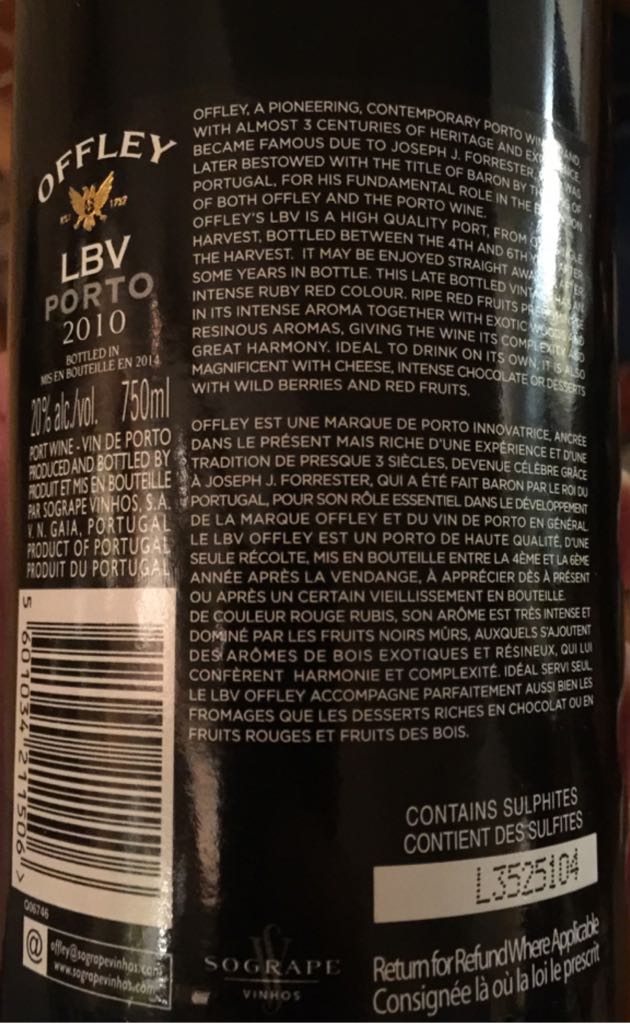 OFFLEY
EST 1737
LBV
PORTO
2010
BOTTLED IN
MIS EN BOUTEILLE EN 2014
20% alc./vol. 750ml
PORT WINE - VIN DE PORTO
PRODUCED AND BOTTLED BY
PRODUIT ET MIS EN BOUTEILLE
PAR SOGRAPE VINHOS, S.A.
V.N. GAIA, PORTUGAL
PRODUCT OF PORTUGAL
PRODUIT DU PORTUGAL
5 601034 211506 >
Q06746
@ offley@sograpevinhos.com
www.sograpevinhos.com
OFFLEY, A PIONEERING, CONTEMPORARY PORTO WINE BRAND
WITH ALMOST 3 CENTURIES OF HERITAGE AND EXPERIENCE,
BECAME FAMOUS DUE TO JOSEPH J. FORRESTER, WAS
LATER BESTOWED WITH THE TITLE OF BARON BY THE KING OF
PORTUGAL, FOR HIS FUNDAMENTAL ROLE IN THE
OF BOTH OFFLEY AND THE PORTO WINE.
OFFLEY'S LBV IS A HIGH QUALITY PORT, FROM A SINGLE
HARVEST, BOTTLED BETWEEN THE 4TH AND 6TH YEAR AFTER
THE HARVEST. IT MAY BE ENJOYED STRAIGHT AWAY OR AFTER
SOME YEARS IN BOTTLE. THIS LATE BOTTLED VINTAGE HAS AN
INTENSE RUBY RED COLOUR. RIPE RED FRUITS
IN ITS INTENSE AROMA TOGETHER WITH EXOTIC WOODS AND
RESINOUS AROMAS, GIVING THE WINE ITS COMPLEXITY AND
GREAT HARMONY. IDEAL TO DRINK ON ITS OWN, IT IS ALSO
MAGNIFICENT WITH CHEESE, INTENSE CHOCOLATE OR DESSERTS
WITH WILD BERRIES AND RED FRUITS.
OFFLEY EST UNE MARQUE DE PORTO INNOVATRICE, ANCRÉE
DANS LE PRÉSENT MAIS RICHE D'UNE EXPÉRIENCE ET D'UNE
TRADITION DE PRESQUE 3 SIÈCLES, DEVENUE CÉLÈBRE GRÂCE
À JOSEPH J. FORRESTER, QUI A ÉTÉ FAIT BARON PAR LE ROI DU
PORTUGAL, POUR SON RÔLE ESSENTIEL DANS LE DÉVELOPPEMENT
DE LA MARQUE OFFLEY ET DU VIN DE PORTO EN GÉNÉRAL.
LE LBV OFFLEY EST UN PORTO DE HAUTE QUALITÉ, D'UNE
SEULE RÉCOLTE, MIS EN BOUTEILLE ENTRE LA 4ÈME ET LA 6ÈME
ANNÉE APRÈS LA VENDANGE, À APPRÉCIER DÈS À PRÉSENT
OU APRÈS UN CERTAIN VIEILLISSEMENT EN BOUTEILLE.
DE COULEUR ROUGE RUBIS, SON ARÔME EST TRÈS INTENSE ET
DOMINÉ PAR LES FRUITS NOIRS MÛRS, AUXQUELS S'AJOUTENT
DES ARÔMES DE BOIS EXOTIQUES ET RÉSINEUX, QUI LUI
CONFÈRENT HARMONIE ET COMPLEXITÉ. IDÉAL SERVI SEUL,
LE LBV OFFLEY ACCOMPAGNE PARFAITEMENT AUSSI BIEN LES
FROMAGES QUE LES DESSERTS RICHES EN CHOCOLAT OU EN
FRUITS ROUGES ET FRUITS DES BOIS.
CONTAINS SULPHITES
CONTIENT DES SULFITES
L3525104
SOGRAPE
VINHOS
Return for Refund Where Applicable
Consignée là où la loi le prescrit